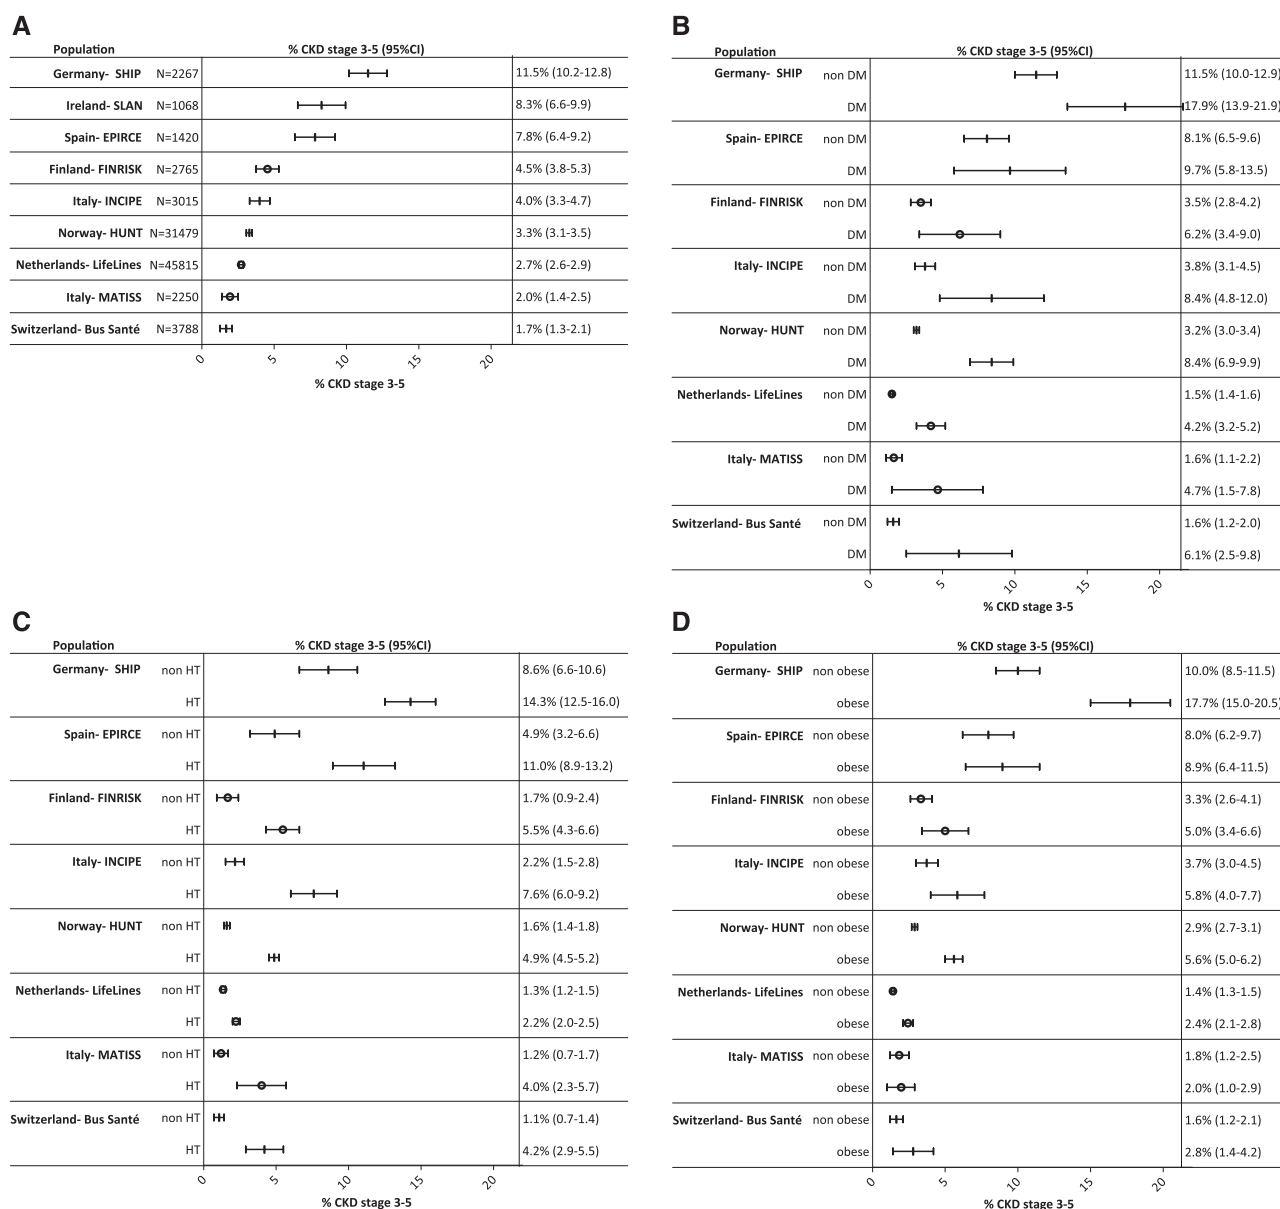 A
Population % CKD stage 3-5 (95%CI)
Germany- SHIP N=2267 11.5% (10.2-12.8)
Ireland-SLAN N=1068 8.3% (6.6-9.9)
Spain- EPIRCE N=1420 7.8% (6.4-9.2)
Finland- FINRISK N=2765 4.5% (3.8-5.3)
Italy- INCIPE N=3015 4.0% (3.3-4.7)
Norway- HUNT N=31479 3.3% (3.1-3.5)
Netherlands- LifeLines N=45815 2.7% (2.6-2.9)
Italy- MATISS N=2250 2.0% (1.4-2.5)
Switzerland- Bus Santé N=3788 1.7% (1.3-2.1)
0 5 10 15 20
% CKD stage 3-5
B
Population % CKD stage 3-5 (95%CI)
Germany- SHIP non DM 11.5% (10.0-12.9)
DM 17.9% (13.9-21.9)
Spain- EPIRCE non DM 8.1% (6.5-9.6)
DM 9.7% (5.8-13.5)
Finland- FINRISK non DM 3.5% (2.8-4.2)
DM 6.2% (3.4-9.0)
Italy- INCIPE non DM 3.8% (3.1-4.5)
DM 8.4% (4.8-12.0)
Norway- HUNT non DM 3.2% (3.0-3.4)
DM 8.4% (6.9-9.9)
Netherlands- LifeLines non DM 1.5% (1.4-1.6)
DM 4.2% (3.2-5.2)
Italy- MATISS non DM 1.6% (1.1-2.2)
DM 4.7% (1.5-7.8)
Switzerland- Bus Santé non DM 1.6% (1.2-2.0)
DM 6.1% (2.5-9.8)
0 5 10 15 20
% CKD stage 3-5
C
Population % CKD stage 3-5 (95%CI)
Germany- SHIP non HT 8.6% (6.6-10.6)
HT 14.3% (12.5-16.0)
Spain- EPIRCE non HT 4.9% (3.2-6.6)
HT 11.0% (8.9-13.2)
Finland- FINRISK non HT 1.7% (0.9-2.4)
HT 5.5% (4.3-6.6)
Italy- INCIPE non HT 2.2% (1.5-2.8)
HT 7.6% (6.0-9.2)
Norway- HUNT non HT 1.6% (1.4-1.8)
HT 4.9% (4.5-5.2)
Netherlands- LifeLines non HT 1.3% (1.2-1.5)
HT 2.2% (2.0-2.5)
Italy- MATISS non HT 1.2% (0.7-1.7)
HT 4.0% (2.3-5.7)
Switzerland- Bus Santé non HT 1.1% (0.7-1.4)
HT 4.2% (2.9-5.5)
0 5 10 15 20
% CKD stage 3-5
D
Population % CKD stage 3-5 (95%CI)
Germany- SHIP non obese 10.0% (8.5-11.5)
obese 17.7% (15.0-20.5)
Spain- EPIRCE non obese 8.0% (6.2-9.7)
obese 8.9% (6.4-11.5)
Finland- FINRISK non obese 3.3% (2.6-4.1)
obese 5.0% (3.4-6.6)
Italy- INCIPE non obese 3.7% (3.0-4.5)
obese 5.8% (4.0-7.7)
Norway- HUNT non obese 2.9% (2.7-3.1)
obese 5.6% (5.0-6.2)
Netherlands- LifeLines non obese 1.4% (1.3-1.5)
obese 2.4% (2.1-2.8)
Italy- MATISS non obese 1.8% (1.2-2.5)
obese 2.0% (1.0-2.9)
Switzerland- Bus Santé non obese 1.6% (1.2-2.1)
obese 2.8% (1.4-4.2)
0 5 10 15 20
% CKD stage 3-5